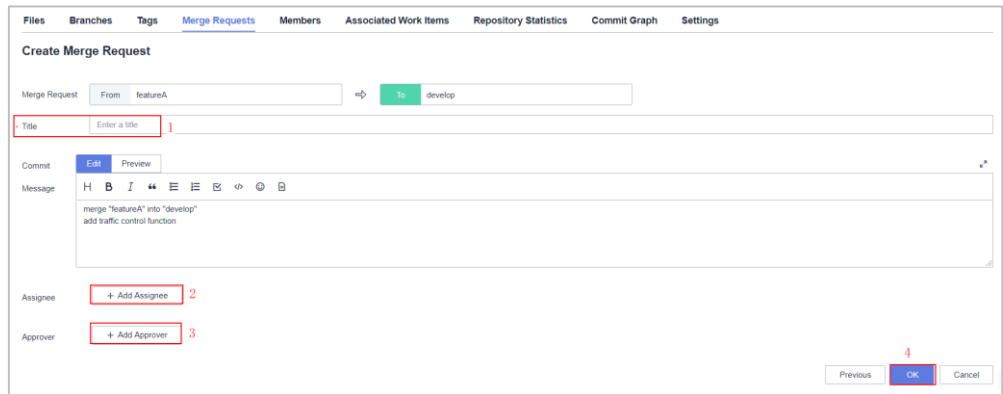 Files Branches Tags Merge Requests Members Associated Work Items Repository Statistics Commit Graph Settings
Create Merge Request
Merge Request From featureA To develop
* Title Enter a title 1
Commit Edit Preview
Message H B I
merge "featureA" into "develop"
add traffic control function
Assignee + Add Assignee 2
Approver + Add Approver 3
4
Previous OK Cancel